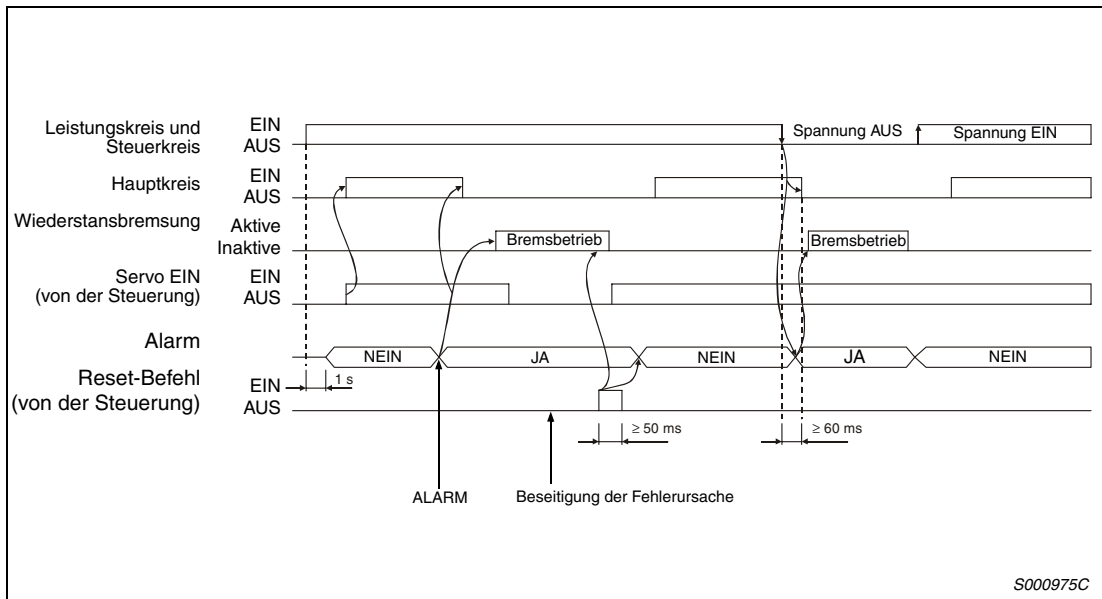 Leistungskreis und
Steuerkreis
EIN
AUS
Spannung AUS
Spannung EIN
Hauptkreis
EIN
AUS
Wiederstansbremsung
Aktive
Inaktive
Bremsbetrieb
Bremsbetrieb
Servo EIN
(von der Steuerung)
EIN
AUS
Alarm
NEIN
JA
NEIN
JA
NEIN
Reset-Befehl
(von der Steuerung)
EIN
AUS
1 s
≥ 50 ms
≥ 60 ms
ALARM
Beseitigung der Fehlerursache
S000975C